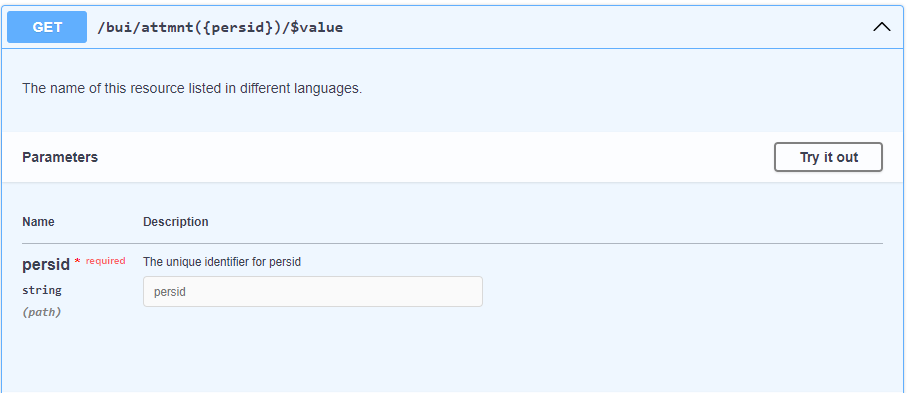 GET /bui/attmnt({persid})/$value
The name of this resource listed in different languages.
Parameters
Try it out
Name Description
persid * required The unique identifier for persid
string persid
(path)